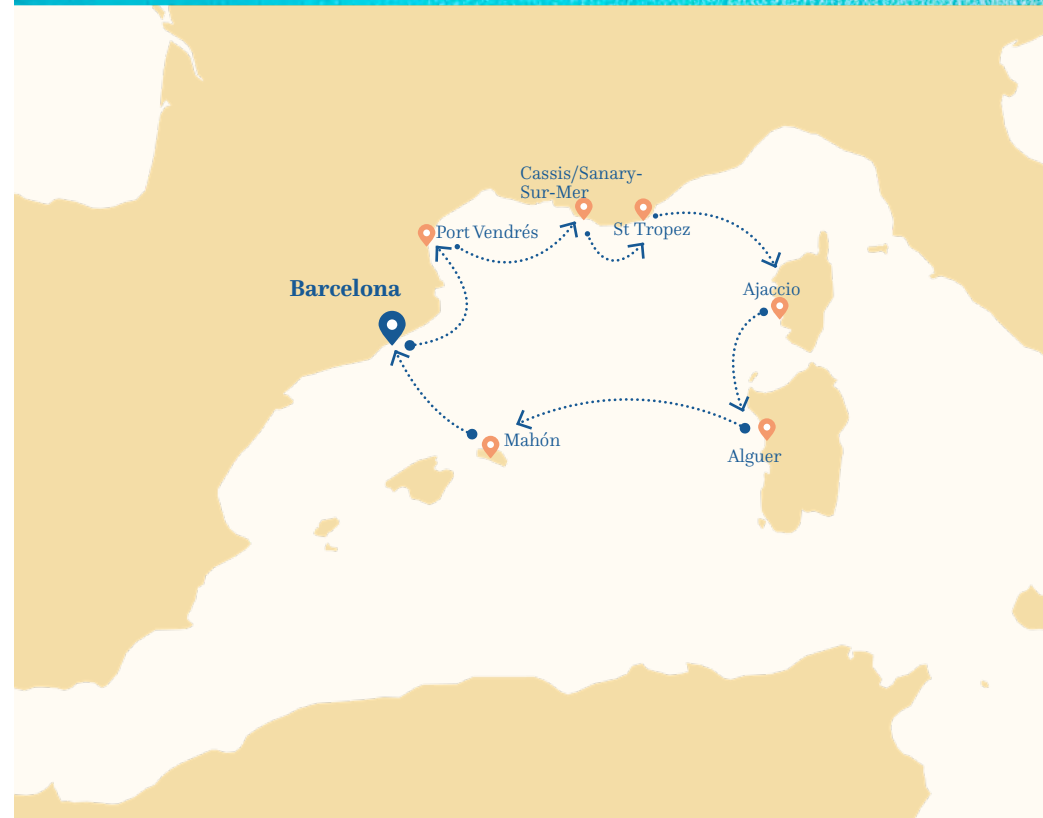 Cassis/Sanary-
Sur-Mer
Port Vendrés
St Tropez
Barcelona
Ajaccio
Mahón
Alguer